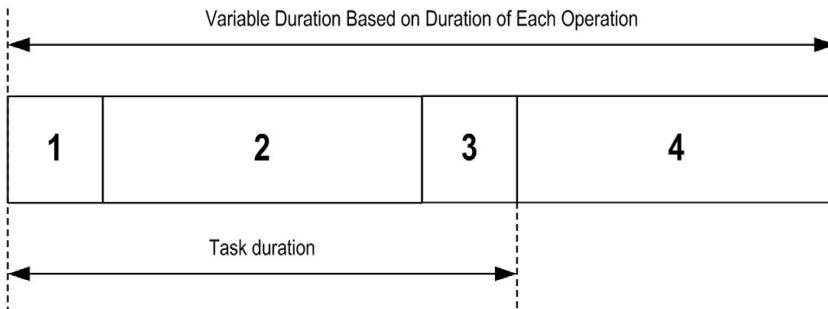 Variable Duration Based on Duration of Each Operation
1 2 3 4
Task duration